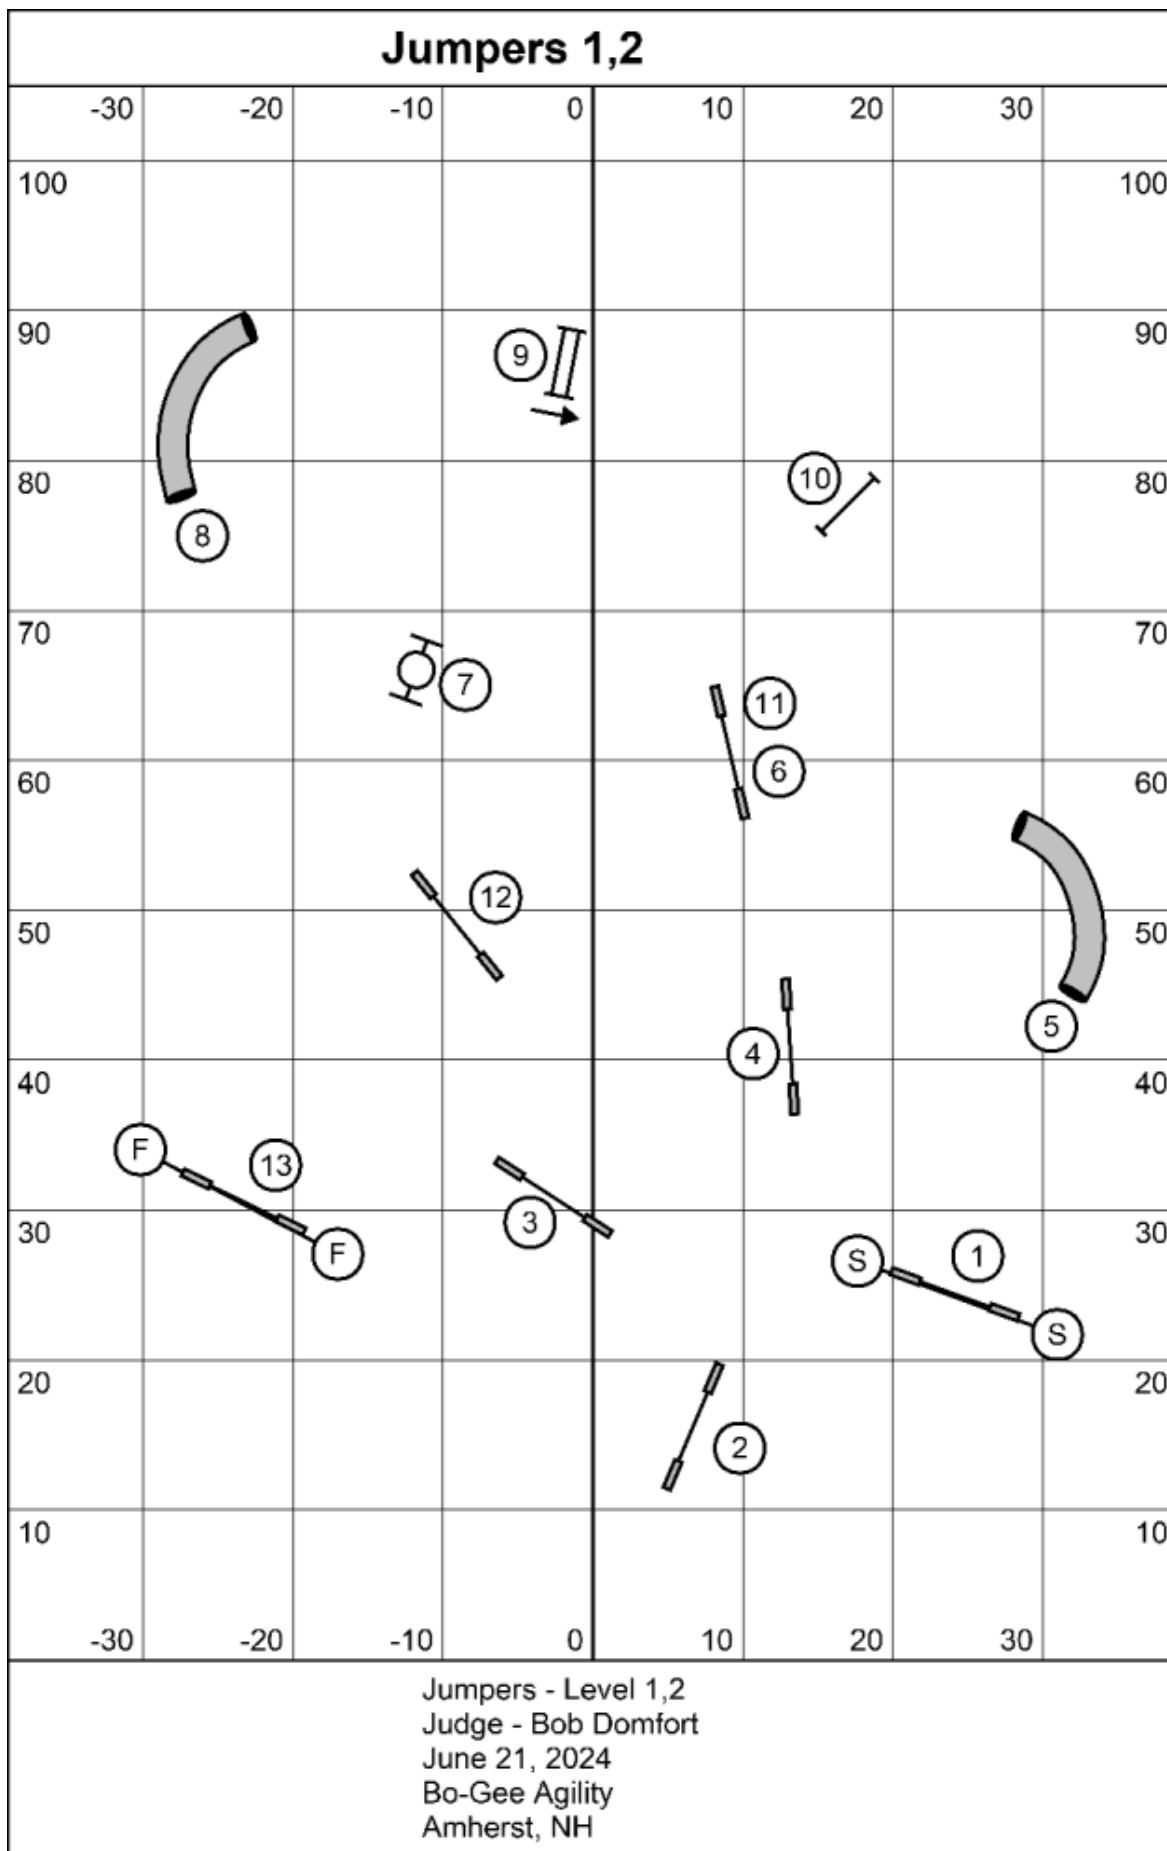 Jumpers 1,2
-30 -20 -10 0 10 20 30
100 100
90 90
9
80 10 80
8
70 70
7 11
60 6 60
12
50 50
5
4
40 40
F 13
30 3 30
F S 1
S
20 20
2
10 10
-30 -20 -10 0 10 20 30
Jumpers - Level 1,2
Judge - Bob Domfort
June 21, 2024
Bo-Gee Agility
Amherst, NH